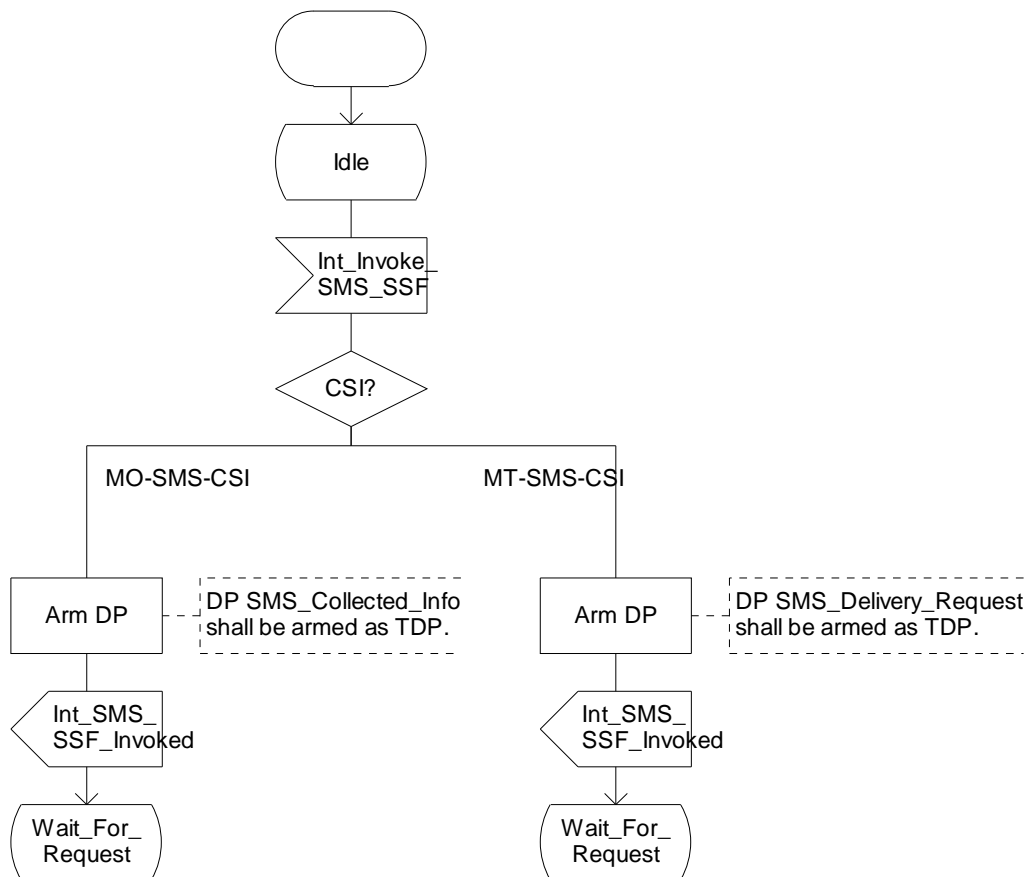 Idle
Int_Invoke_
SMS_SSF
CSI?
MO-SMS-CSI
MT-SMS-CSI
Arm DP
DP SMS_Collected_Info
shall be armed as TDP.
Arm DP
DP SMS_Delivery_Request
shall be armed as TDP.
Int_SMS_
SSF_Invoked
Int_SMS_
SSF_Invoked
Wait_For_
Request
Wait_For_
Request